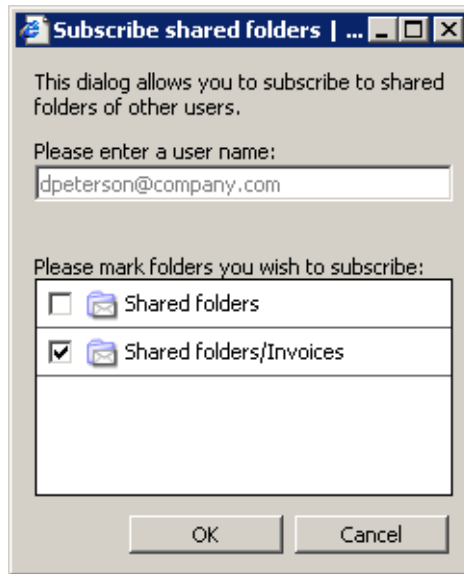 Subscribe shared folders | ...
This dialog allows you to subscribe to shared
folders of other users.
Please enter a user name:
dpeterson@company.com
Please mark folders you wish to subscribe:
Shared folders
Shared folders/Invoices
OK Cancel